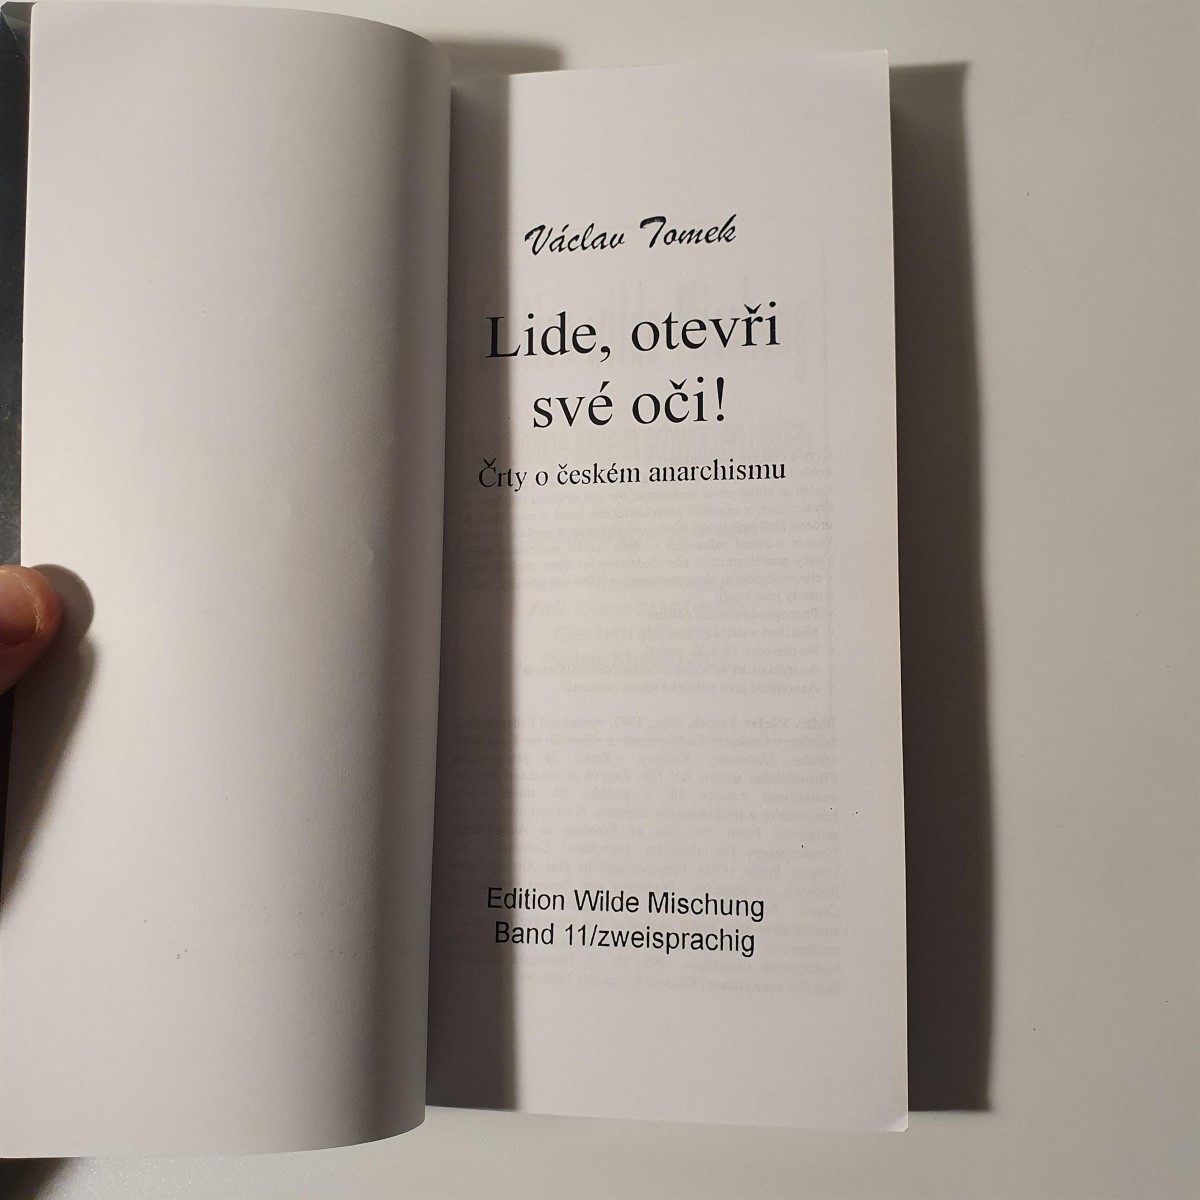 Václav Tomek
Lide, otevři
své oči!
Črty o českém anarchismu
Edition Wilde Mischung
Band 11/zweisprachig